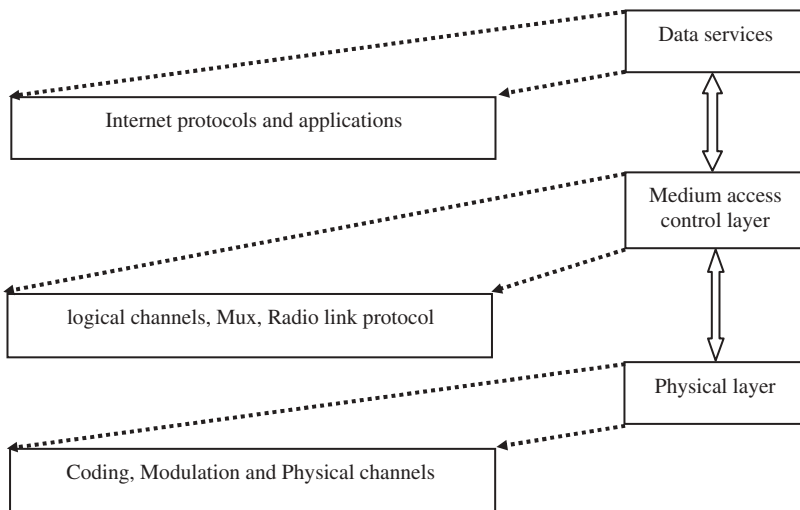 Data services
Internet protocols and applications
Medium access
control layer
logical channels, Mux, Radio link protocol
Physical layer
Coding, Modulation and Physical channels